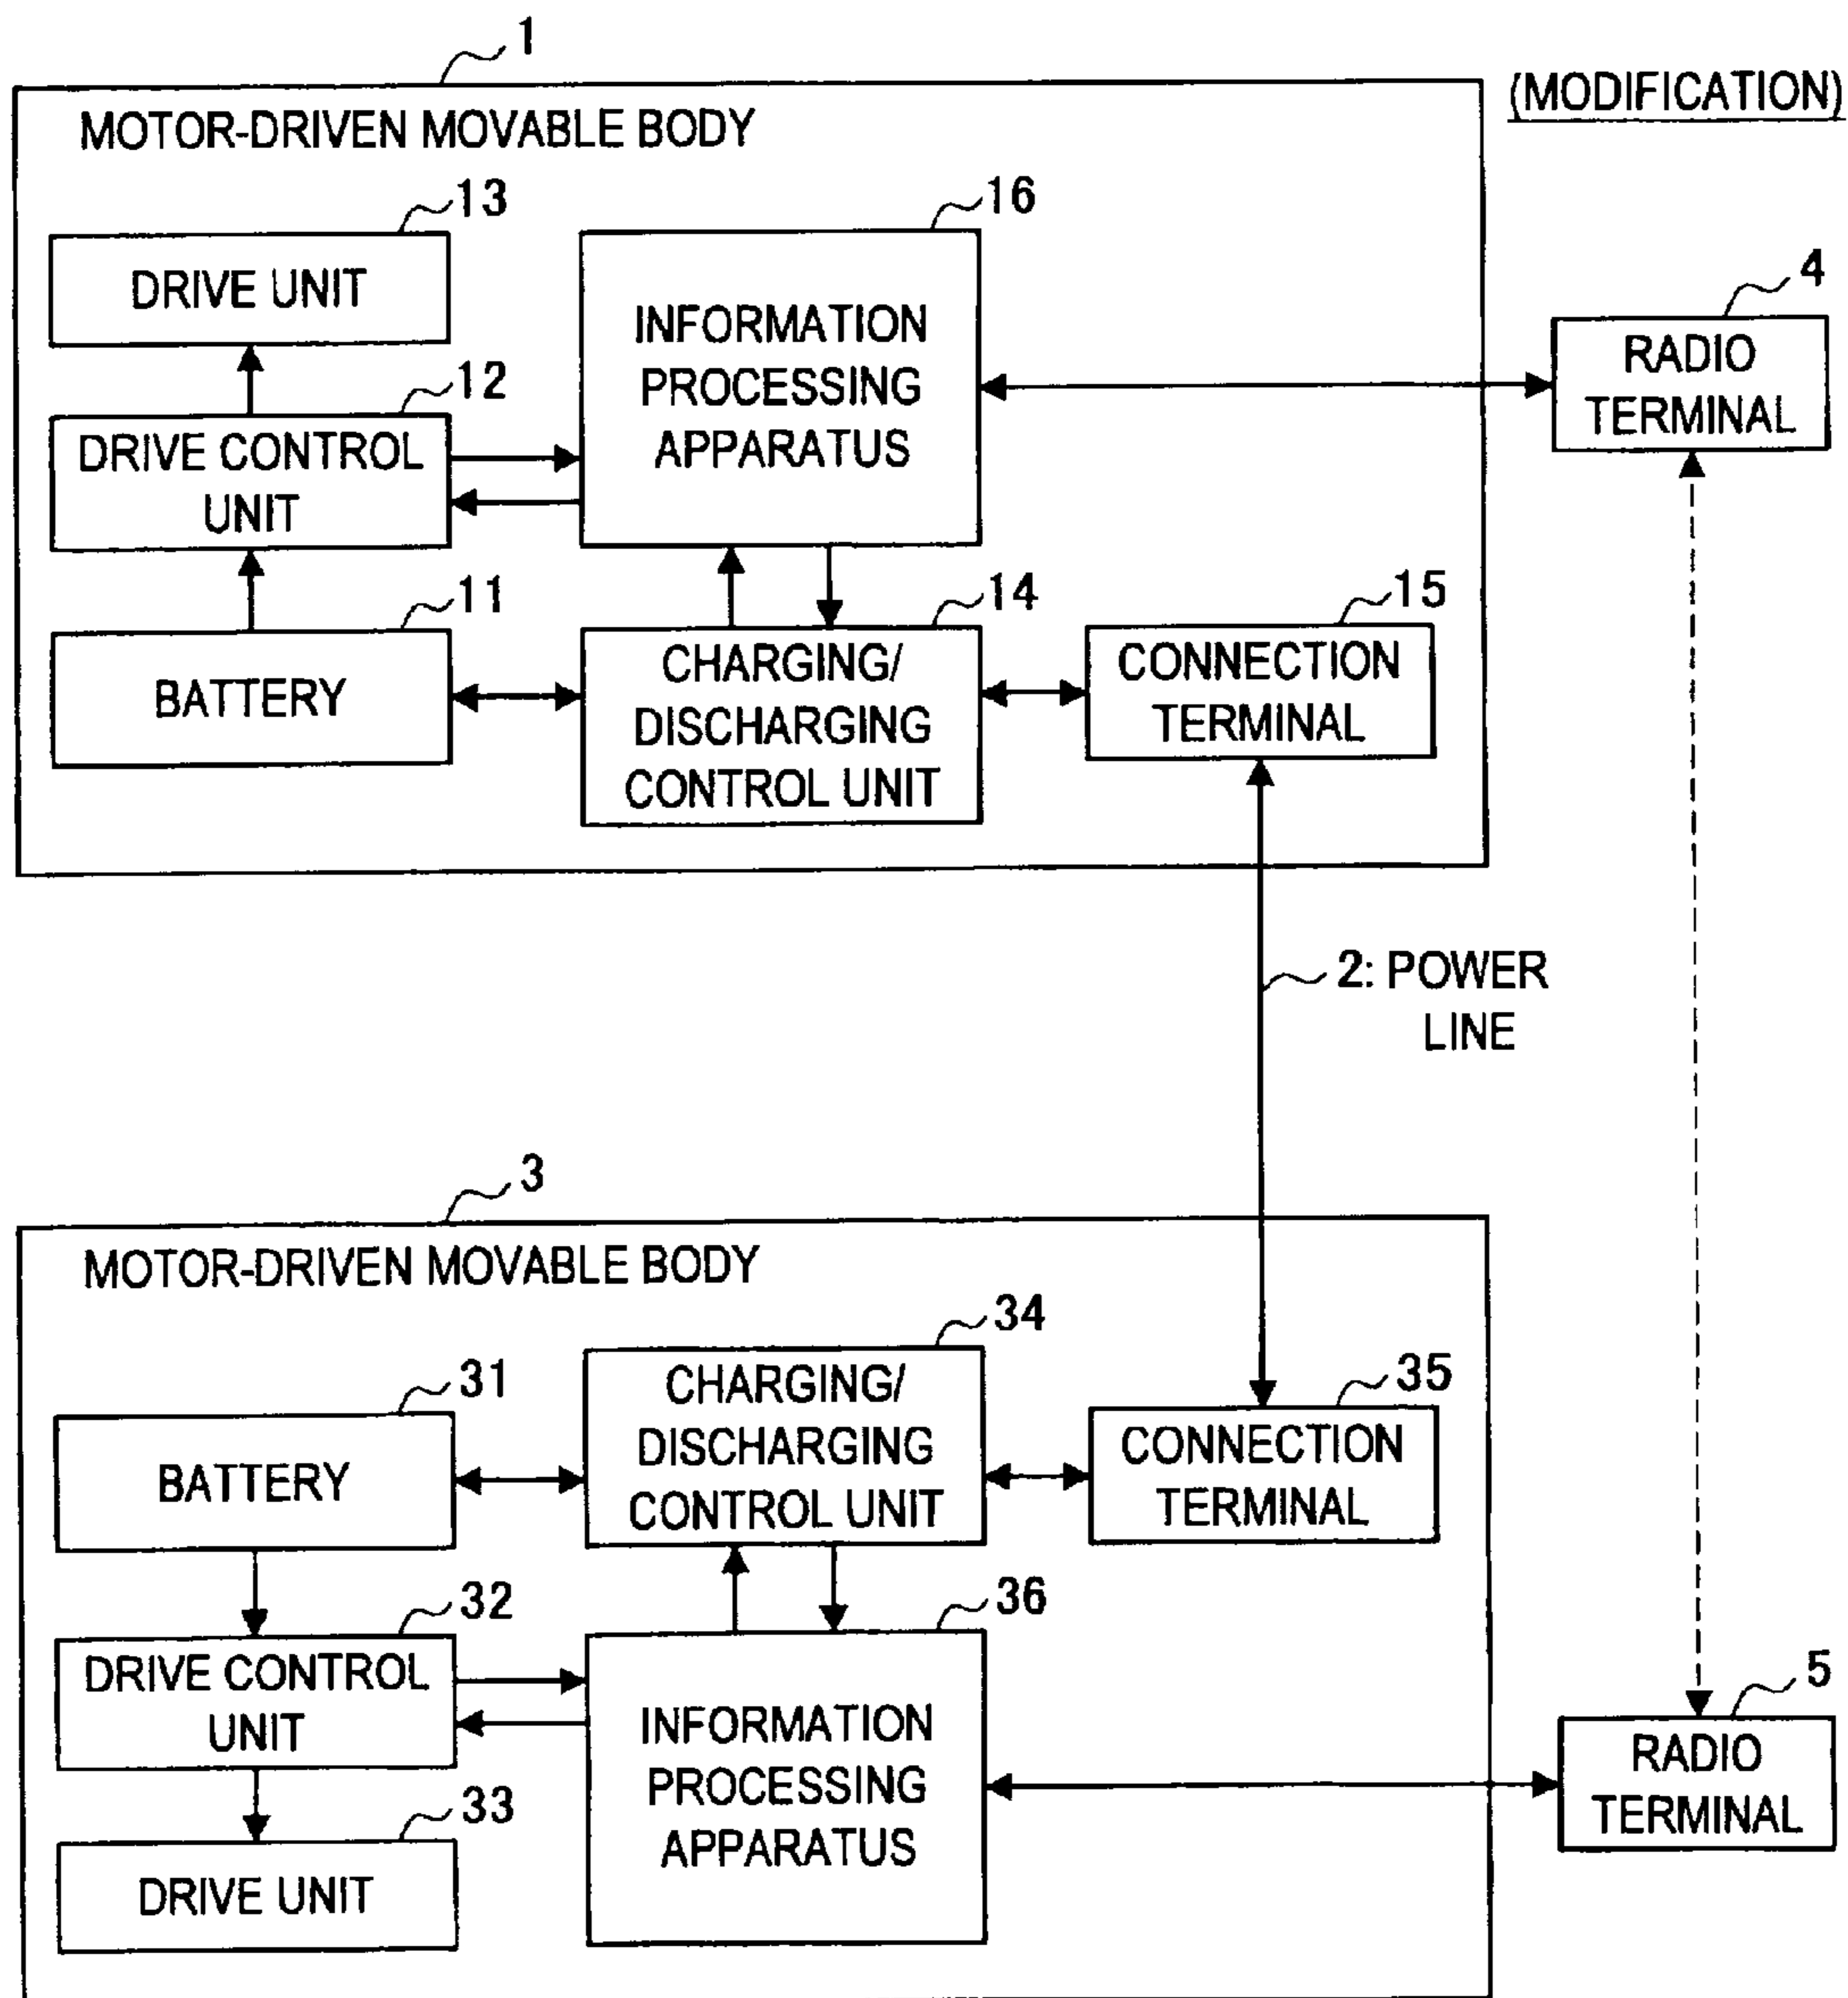 1
(MODIFICATION)
MOTOR-DRIVEN MOVABLE BODY
13
16
DRIVE UNIT
INFORMATION
PROCESSING
APPARATUS
4
RADIO
TERMINAL
12
DRIVE CONTROL
UNIT
11
14
15
BATTERY
CHARGING/
DISCHARGING
CONTROL UNIT
CONNECTION
TERMINAL
2: POWER
LINE
3
MOTOR-DRIVEN MOVABLE BODY
34
31
35
BATTERY
CHARGING/
DISCHARGING
CONTROL UNIT
CONNECTION
TERMINAL
32
36
DRIVE CONTROL
UNIT
INFORMATION
PROCESSING
APPARATUS
5
RADIO
TERMINAL
33
DRIVE UNIT